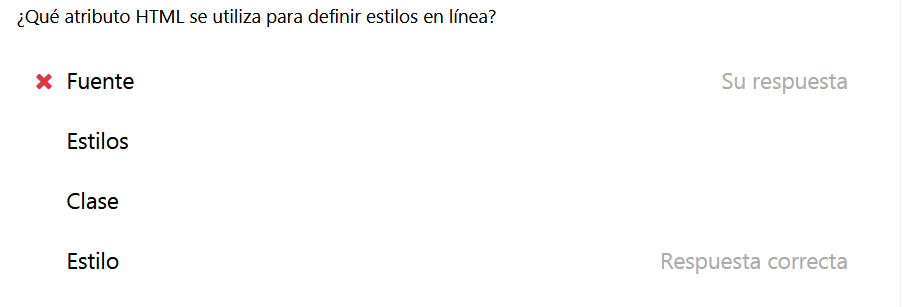 ¿Qué atributo HTML se utiliza para definir estilos en línea?
Fuente Su respuesta
Estilos
Clase
Estilo Respuesta correcta